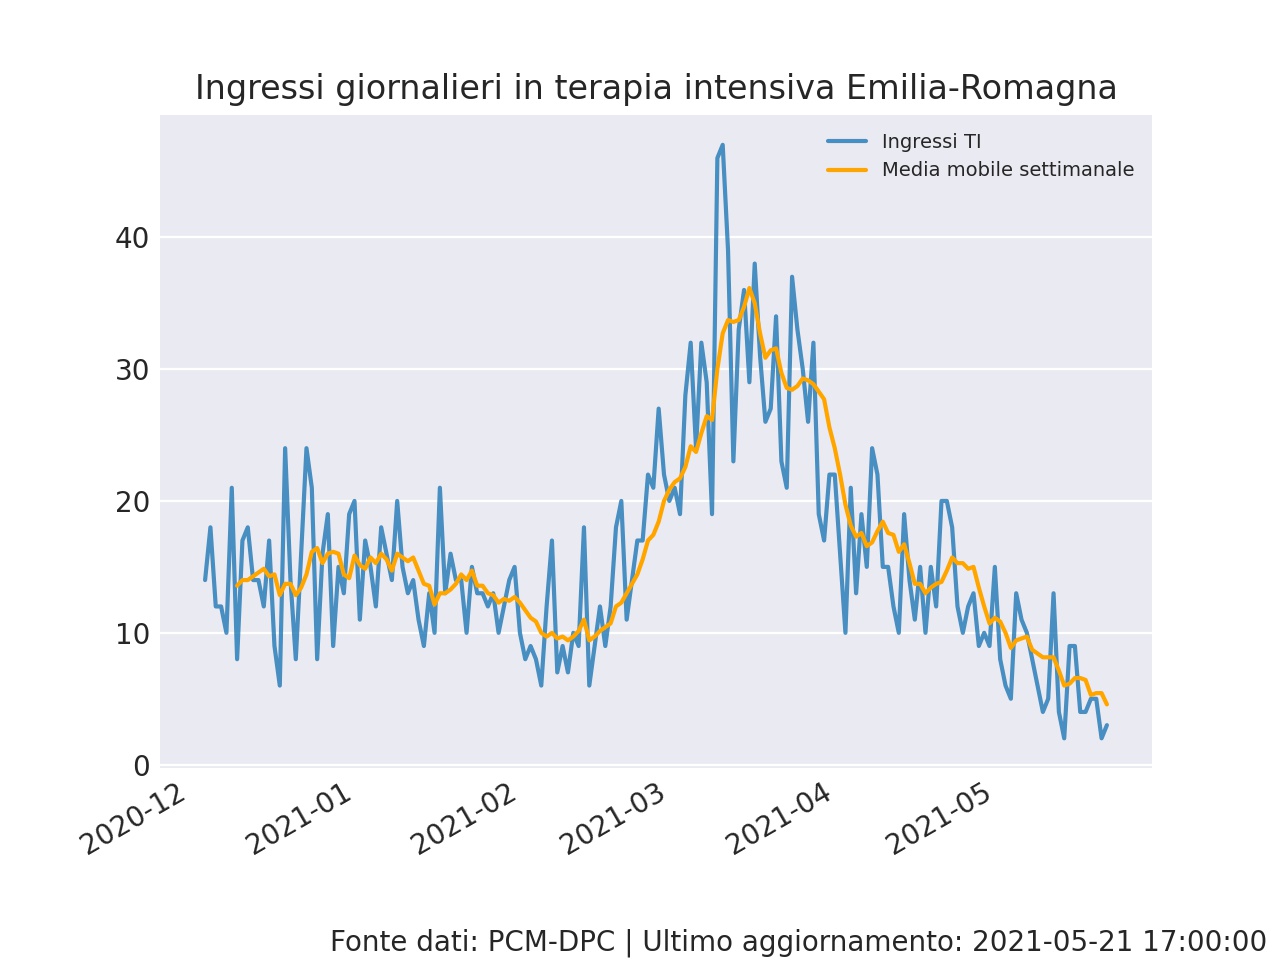 Ingressi giornalieri in terapia intensiva Emilia-Romagna
Ingressi TI
Media mobile settimanale
40
30
20
10
0
2020-12
2021-01
2021-02
2021-03
2021-04
2021-05
Fonte dati: PCM-DPC | Ultimo aggiornamento: 2021-05-21 17:00:00